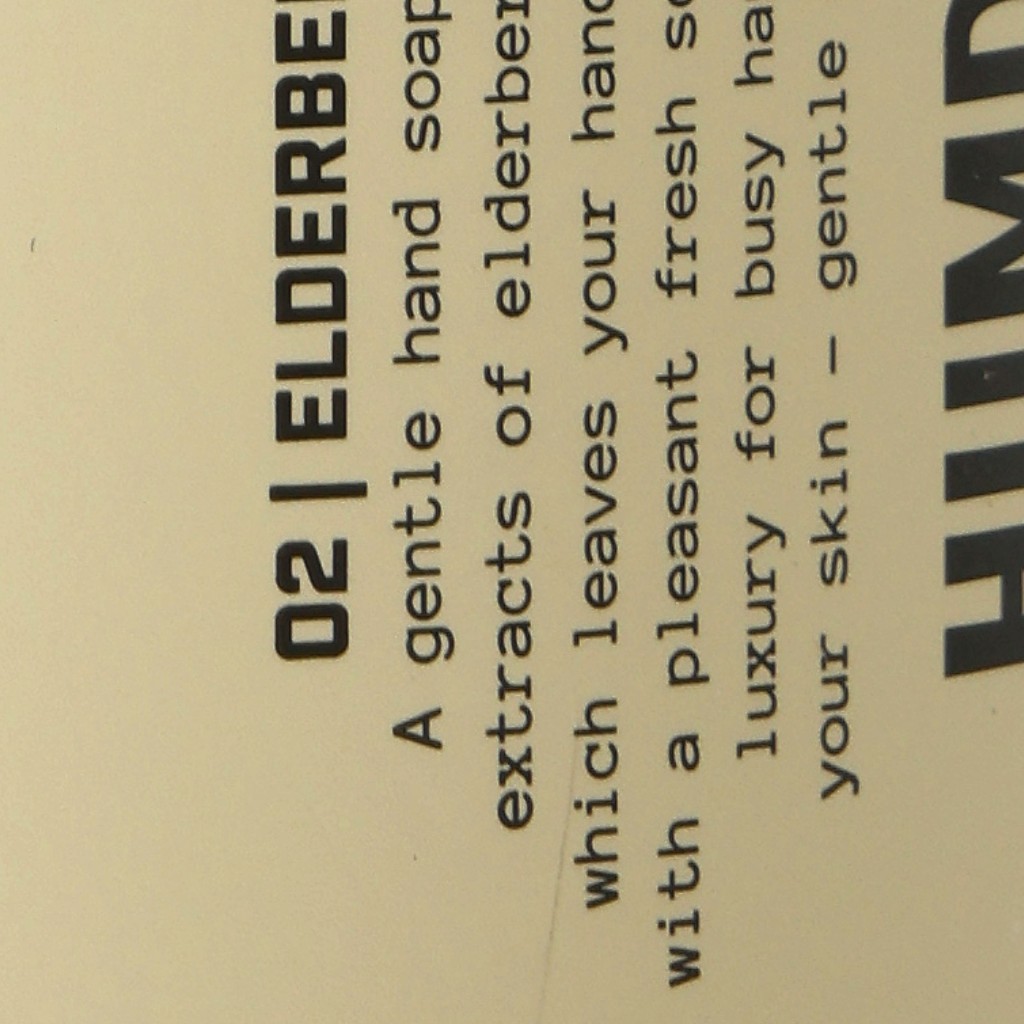 02 | ELDERBE
A gentle hand soap
extracts of elderber
which leaves your hand
with a pleasant fresh sc
luxury for busy ha
your skin – gentle